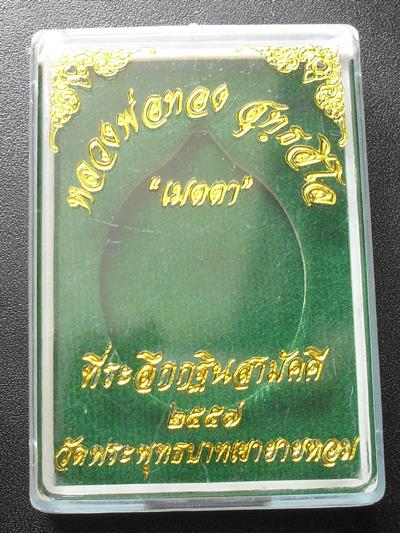 หลวงพ่อทอง สุทฺธสีโล
"เมตตา"
ที่ระลึกกฐินสามัคคี
๒๕๕๗
วัดพระพุทธบาทเขายายหอม